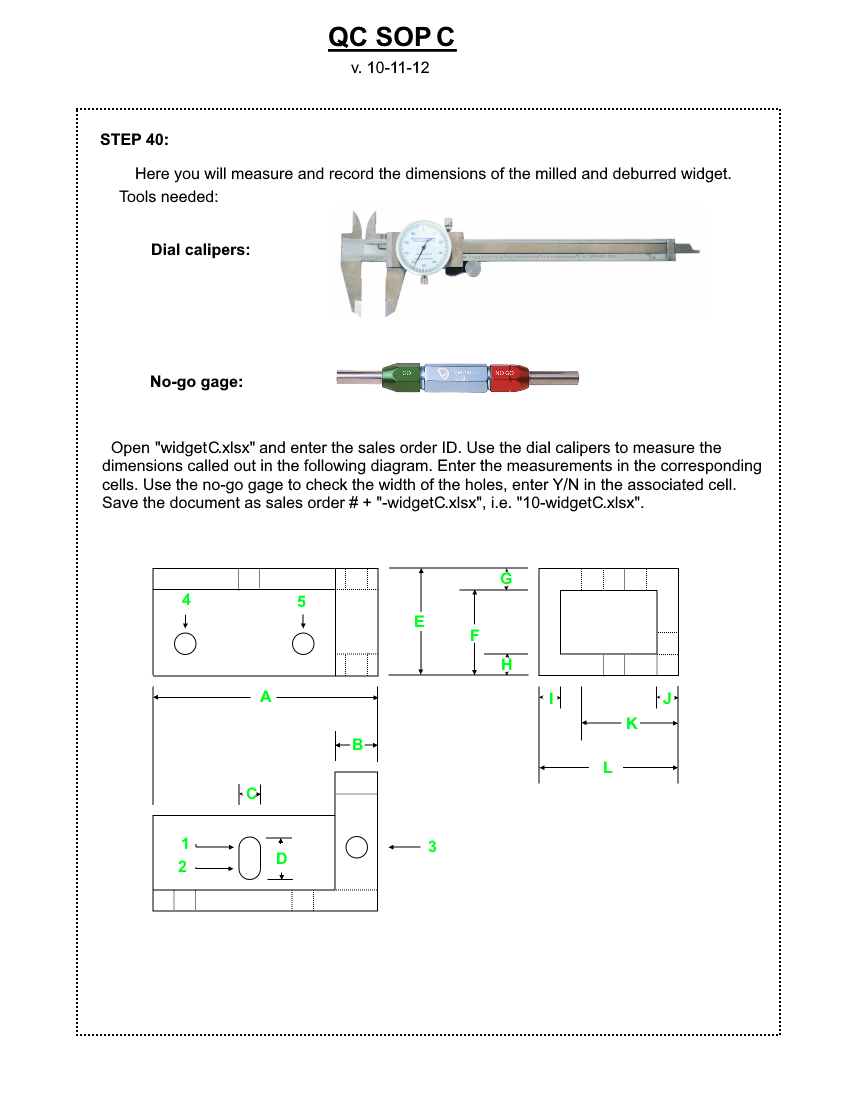 QC SOP C
v. 10-11-12
STEP 40:
Here you will measure and record the dimensions of the milled and deburred widget.
Tools needed:
Dial calipers:
No-go gage:
GO
NO GO
Open "widgetC.xlsx" and enter the sales order ID. Use the dial calipers to measure the
dimensions called out in the following diagram. Enter the measurements in the corresponding
cells. Use the no-go gage to check the width of the holes, enter Y/N in the associated cell.
Save the document as sales order # + "-widgetC.xlsx", i.e. "10-widgetC.xlsx".
4
5
E
G
F
H
A
I
J
K
B
L
C
1
2
D
3